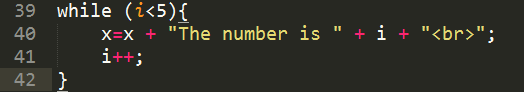 39 while (i<5){
40     x=x + "The number is " + i + "<br>";
41     i++;
42 }